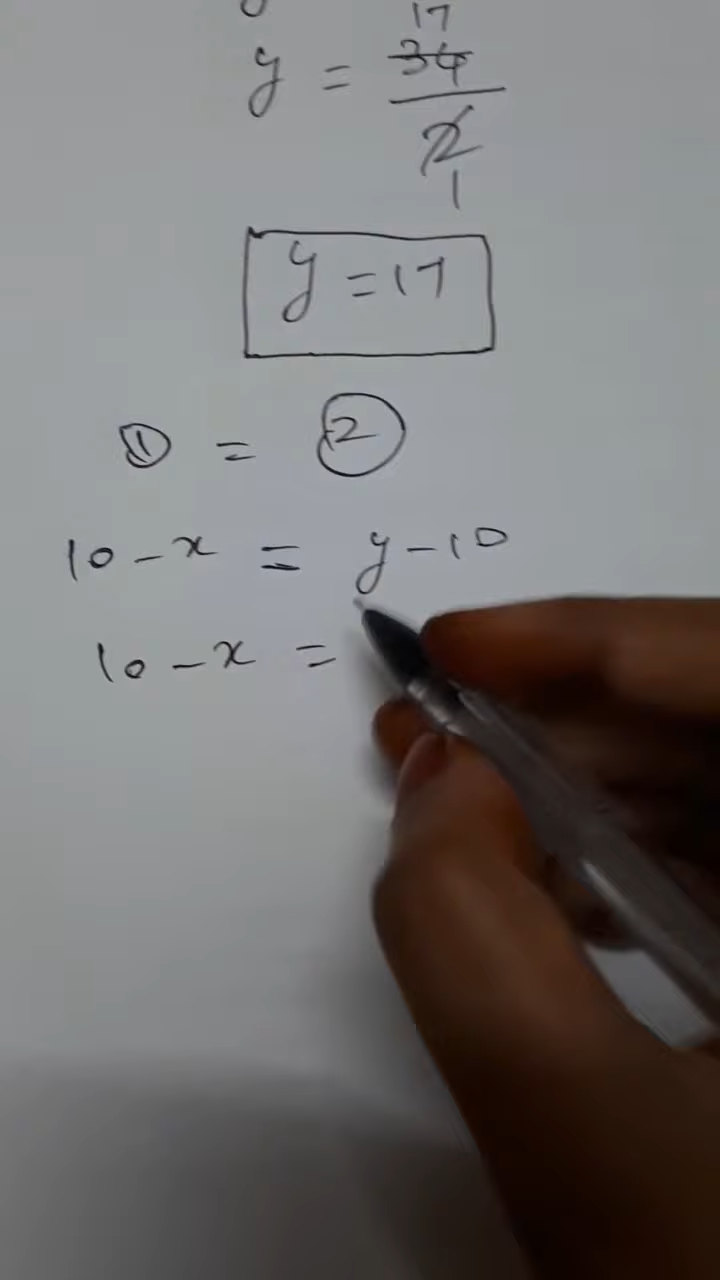 17
y = 34
2
1
y = 17
① = ②
10 - x = y - 10
10 - x =